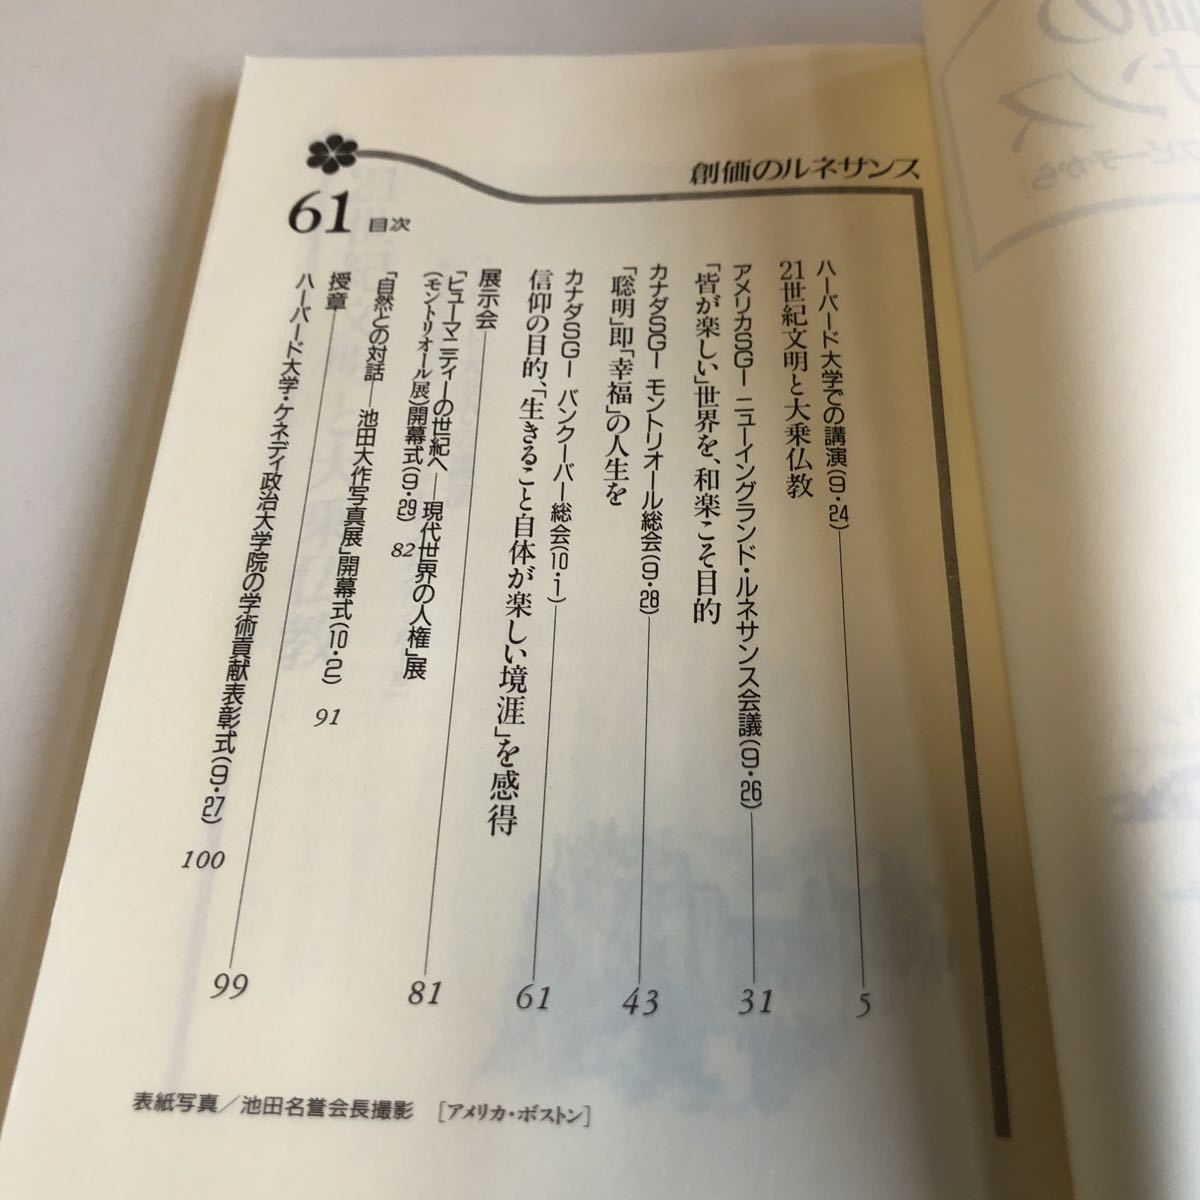 創価のルネサンス
61 目次
ハーバード大学での講演(9・24) 5
21世紀文明と大乗仏教
アメリカSGI ニューイングランド・ルネサンス会議(9・26) 31
「皆が楽しい」世界を、和楽こそ目的
カナダSGI モントリオール総会(9・28) 43
「聡明」即「幸福」の人生を
カナダSGI バンクーバー総会(10・1) 61
信仰の目的、「生きること自体が楽しい境涯」を感得
展示会 81
「ヒューマニティーの世紀へ——現代世界の人権」展
(モントリオール展)開幕式(9・29) 82
「自然との対話——池田大作写真展」開幕式(10・2) 91
授章 99
ハーバード大学・ケネディ政治大学院の学術貢献表彰式(9・27) 100
表紙写真／池田名誉会長撮影 [アメリカ・ボストン]
スピーチから